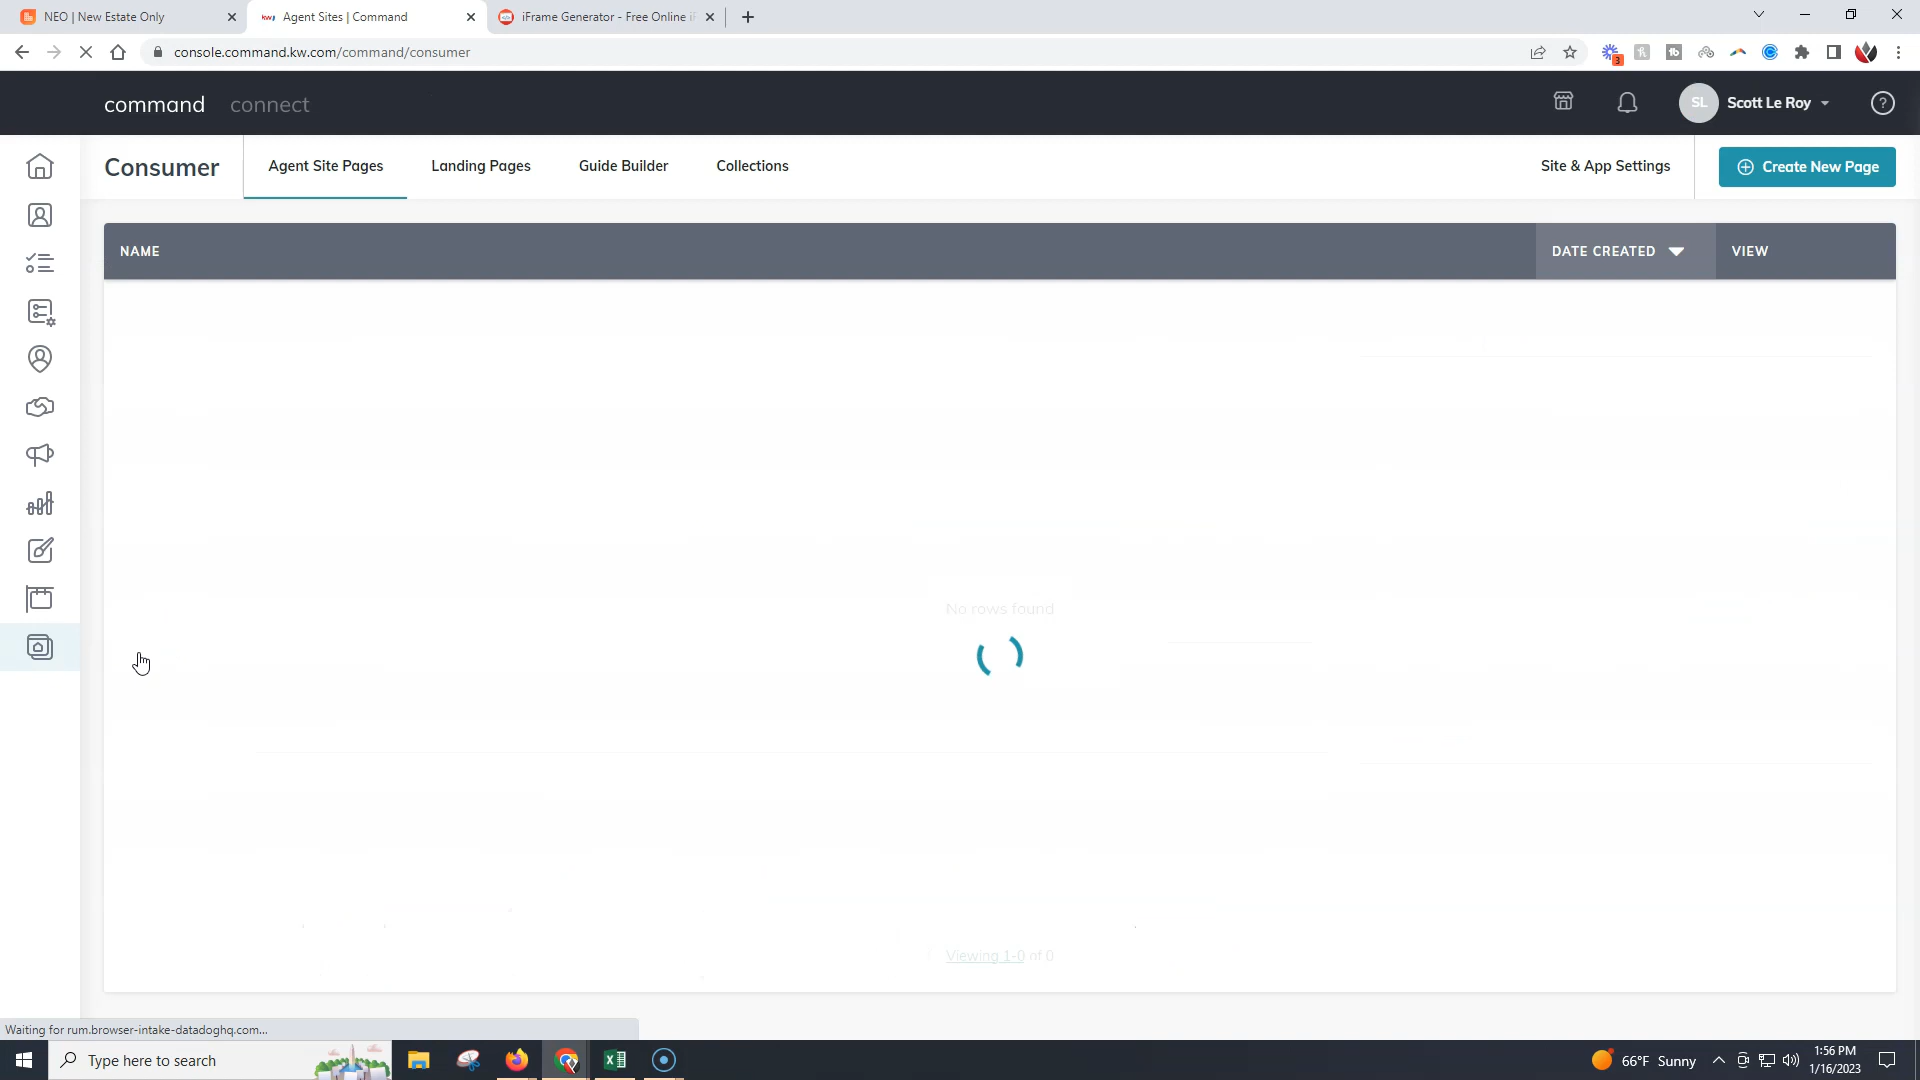 NEO | New Estate Only
kw Agent Sites | Command
iFrame Generator - Free Online i
console.command.kw.com/command/consumer
3
command connect
SL Scott Le Roy
Consumer
Agent Site Pages
Landing Pages
Guide Builder
Collections
Site & App Settings
Create New Page
NAME
DATE CREATED
VIEW
No rows found
Viewing 1-0 of 0
Waiting for rum.browser-intake-datadoghq.com...
Type here to search
66°F Sunny
1:56 PM
1/16/2023